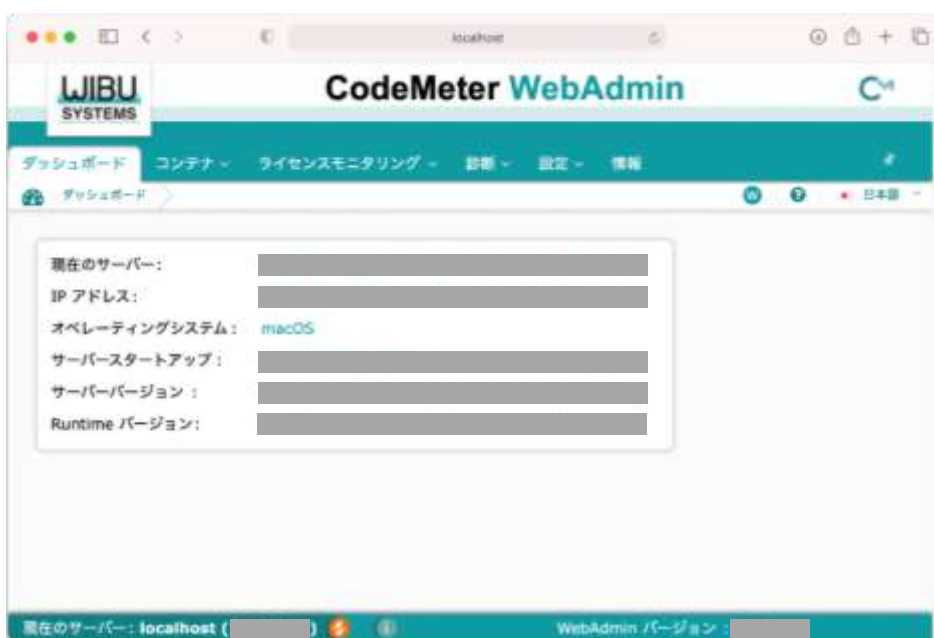 localhost
WIBU
SYSTEMS
CodeMeter WebAdmin
ダッシュボード コンテナ ライセンスモニタリング 診断 設定 情報
ダッシュボード
日本語
現在のサーバー:
IP アドレス:
オペレーティングシステム: macOS
サーバースタートアップ:
サーバーバージョン :
Runtime バージョン:
現在のサーバー: localhost ( ) WebAdmin バージョン :